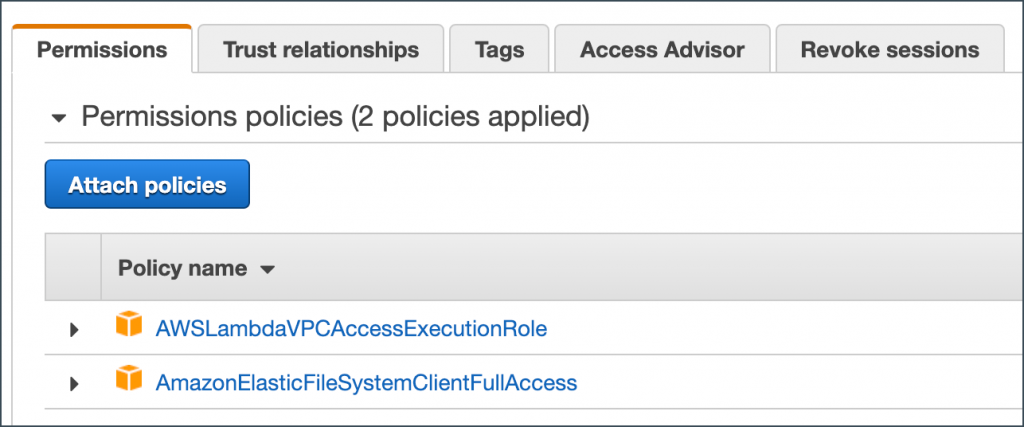 Permissions Trust relationships Tags Access Advisor Revoke sessions
Permissions policies (2 policies applied)
Attach policies
Policy name
AWSLambdaVPCAccessExecutionRole
AmazonElasticFileSystemClientFullAccess